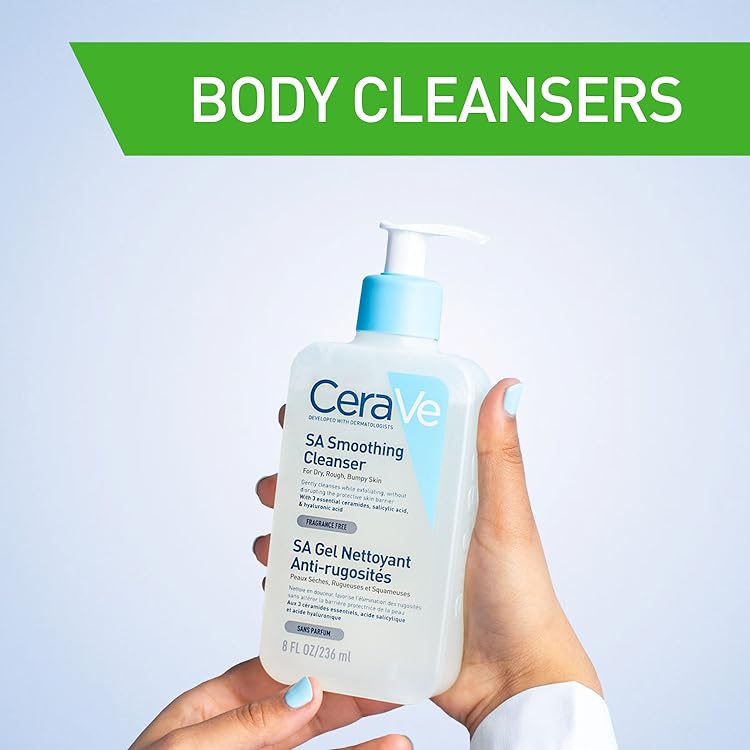 BODY CLEANSERS
CeraVe
DEVELOPED WITH DERMATOLOGISTS
SA Smoothing
Cleanser
For Dry, Rough, Bumpy Skin
Gently cleanses while exfoliating, without
disrupting the protective skin barrier
With 3 essential ceramides, salicylic acid,
& hyaluronic acid
FRAGRANCE FREE
SA Gel Nettoyant
Anti-rugosités
Peaux Sèches, Rugueuses et Squameuses
Nettoie en douceur, favorise l'élimination des rugosités
sans altérer la barrière protectrice de la peau
Aux 3 céramides essentiels, acide salicylique
et acide hyaluronique
SANS PARFUM
8 FL OZ/236 ml